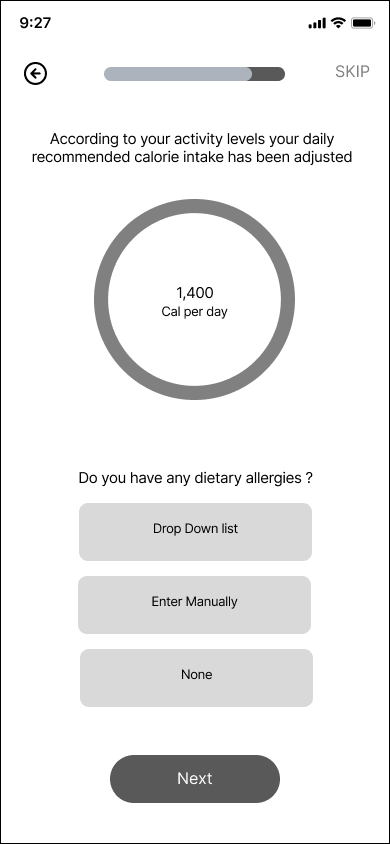 9:27
SKIP
According to your activity levels your daily
recommended calorie intake has been adjusted
1,400
Cal per day
Do you have any dietary allergies ?
Drop Down list
Enter Manually
None
Next